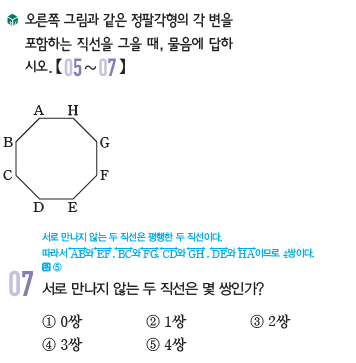 오른쪽 그림과 같은 정팔각형의 각 변을
포함하는 직선을 그을 때, 물음에 답하
시오.【05~07】
A H
B G
C F
D E
서로 만나지 않는 두 직선은 평행한 두 직선이다.
따라서 AB와 EF, BC와 FG, CD와 GH, DE와 HA이므로 4쌍이다.
답 ⑤
07 서로 만나지 않는 두 직선은 몇 쌍인가?
① 0쌍 ② 1쌍 ③ 2쌍
④ 3쌍 ⑤ 4쌍